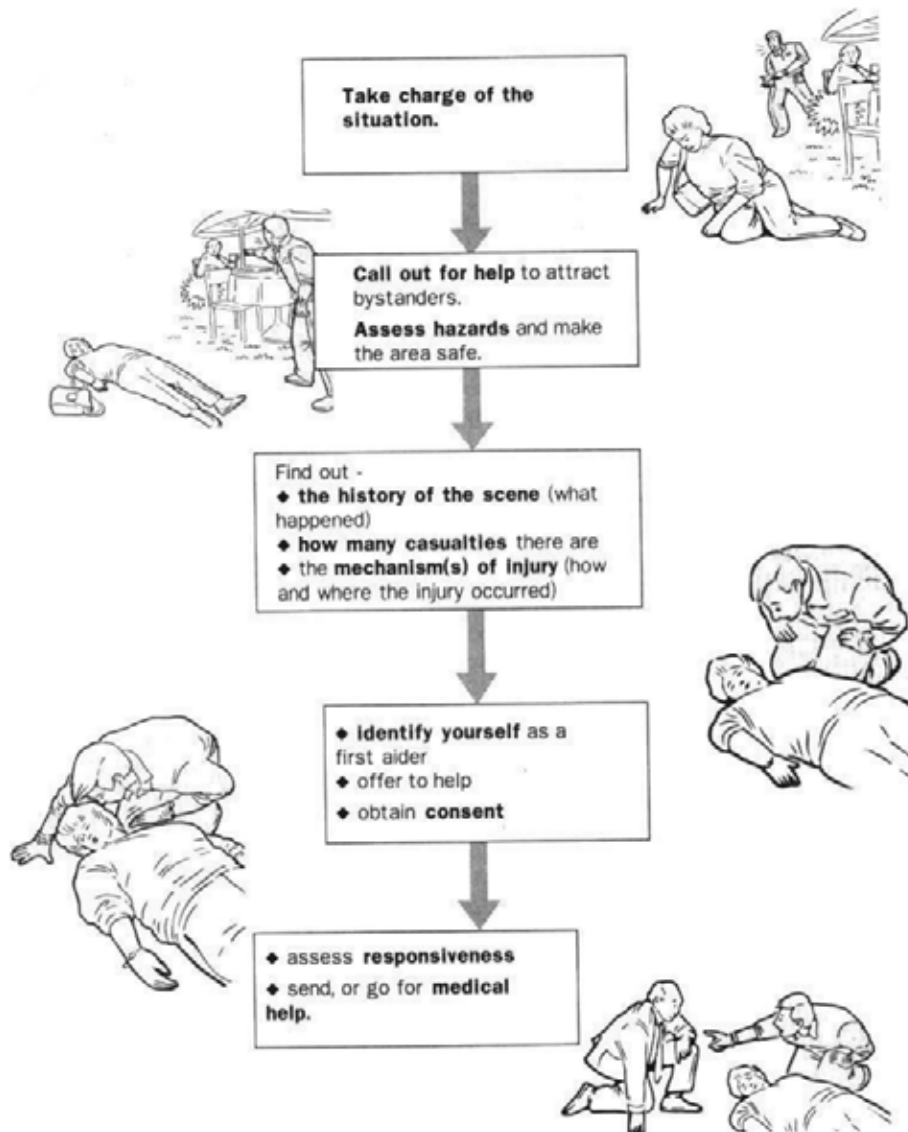 Take charge of the
situation.
Call out for help to attract
bystanders.
Assess hazards and make
the area safe.
Find out -
◆ the history of the scene (what
happened)
◆ how many casualties there are
◆ the mechanism(s) of injury (how
and where the injury occurred)
◆ identify yourself as a
first aider
◆ offer to help
◆ obtain consent
◆ assess responsiveness
◆ send, or go for medical
help.